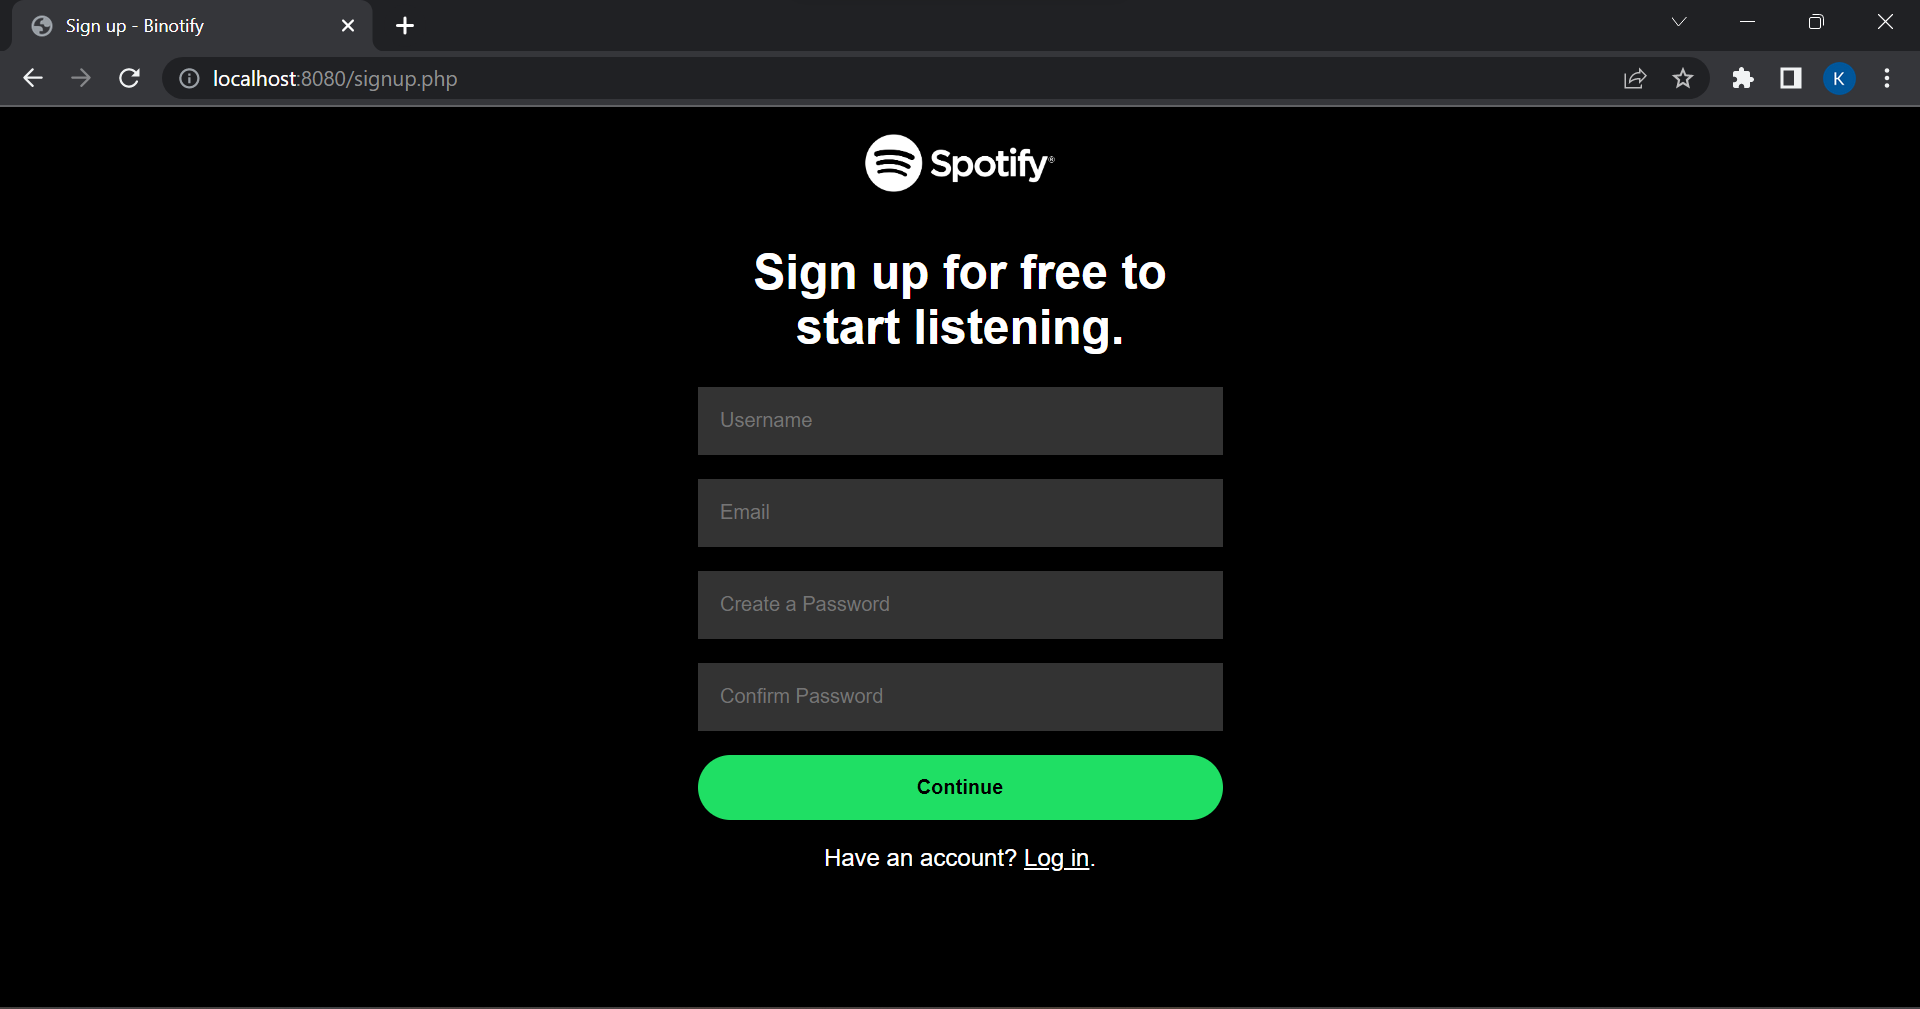 Sign up - Binotify
localhost:8080/signup.php
K
Spotify®
Sign up for free to
start listening.
Username
Email
Create a Password
Confirm Password
Continue
Have an account? Log in.